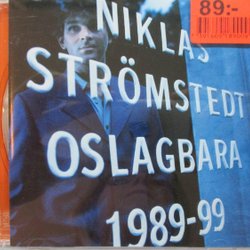 89:-
NIKLAS
STRÖMSTEDT
OSLAGBARA
1989-99